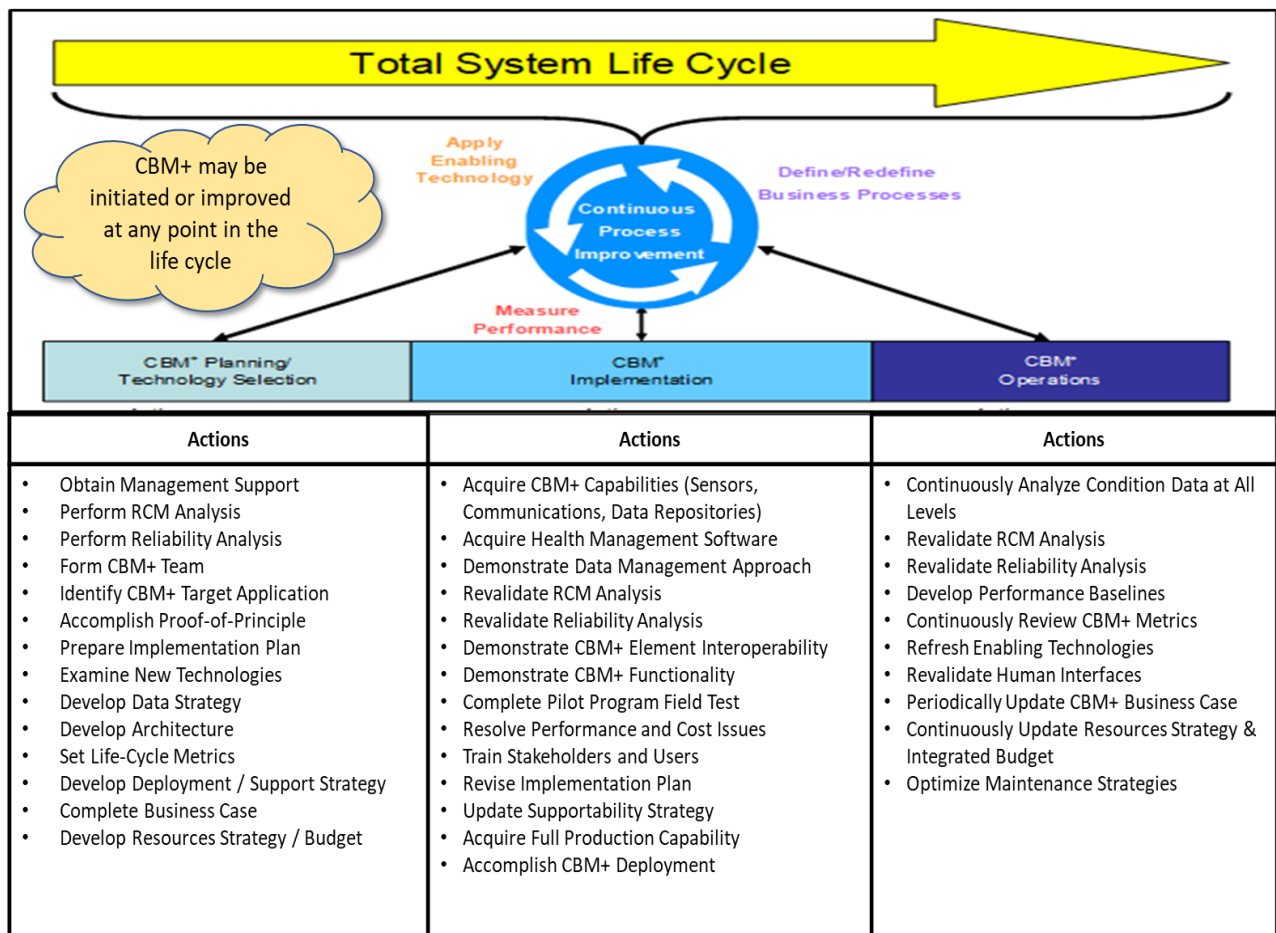 Total System Life Cycle
CBM+ may be
initiated or improved
at any point in the
life cycle
Apply
Enabling
Technology
Define/Redefine
Business Processes
Continuous
Process
Improvement
Measure
Performance
CBM⁺ Planning/
Technology Selection
CBM⁺
Implementation
CBM⁺
Operations
Actions
• Obtain Management Support
• Perform RCM Analysis
• Perform Reliability Analysis
• Form CBM+ Team
• Identify CBM+ Target Application
• Accomplish Proof-of-Principle
• Prepare Implementation Plan
• Examine New Technologies
• Develop Data Strategy
• Develop Architecture
• Set Life-Cycle Metrics
• Develop Deployment / Support Strategy
• Complete Business Case
• Develop Resources Strategy / Budget
Actions
• Acquire CBM+ Capabilities (Sensors,
Communications, Data Repositories)
• Acquire Health Management Software
• Demonstrate Data Management Approach
• Revalidate RCM Analysis
• Revalidate Reliability Analysis
• Demonstrate CBM+ Element Interoperability
• Demonstrate CBM+ Functionality
• Complete Pilot Program Field Test
• Resolve Performance and Cost Issues
• Train Stakeholders and Users
• Revise Implementation Plan
• Update Supportability Strategy
• Acquire Full Production Capability
• Accomplish CBM+ Deployment
Actions
• Continuously Analyze Condition Data at All
Levels
• Revalidate RCM Analysis
• Revalidate Reliability Analysis
• Develop Performance Baselines
• Continuously Review CBM+ Metrics
• Refresh Enabling Technologies
• Revalidate Human Interfaces
• Periodically Update CBM+ Business Case
• Continuously Update Resources Strategy &
Integrated Budget
• Optimize Maintenance Strategies